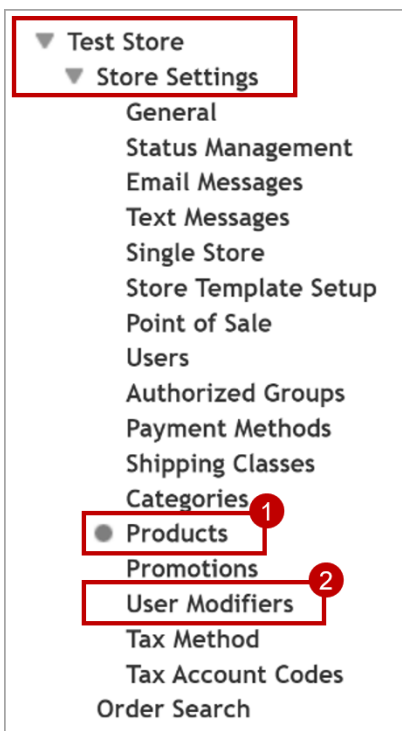 Test Store
Store Settings
General
Status Management
Email Messages
Text Messages
Single Store
Store Template Setup
Point of Sale
Users
Authorized Groups
Payment Methods
Shipping Classes
Categories
1
Products
Promotions
2
User Modifiers
Tax Method
Tax Account Codes
Order Search